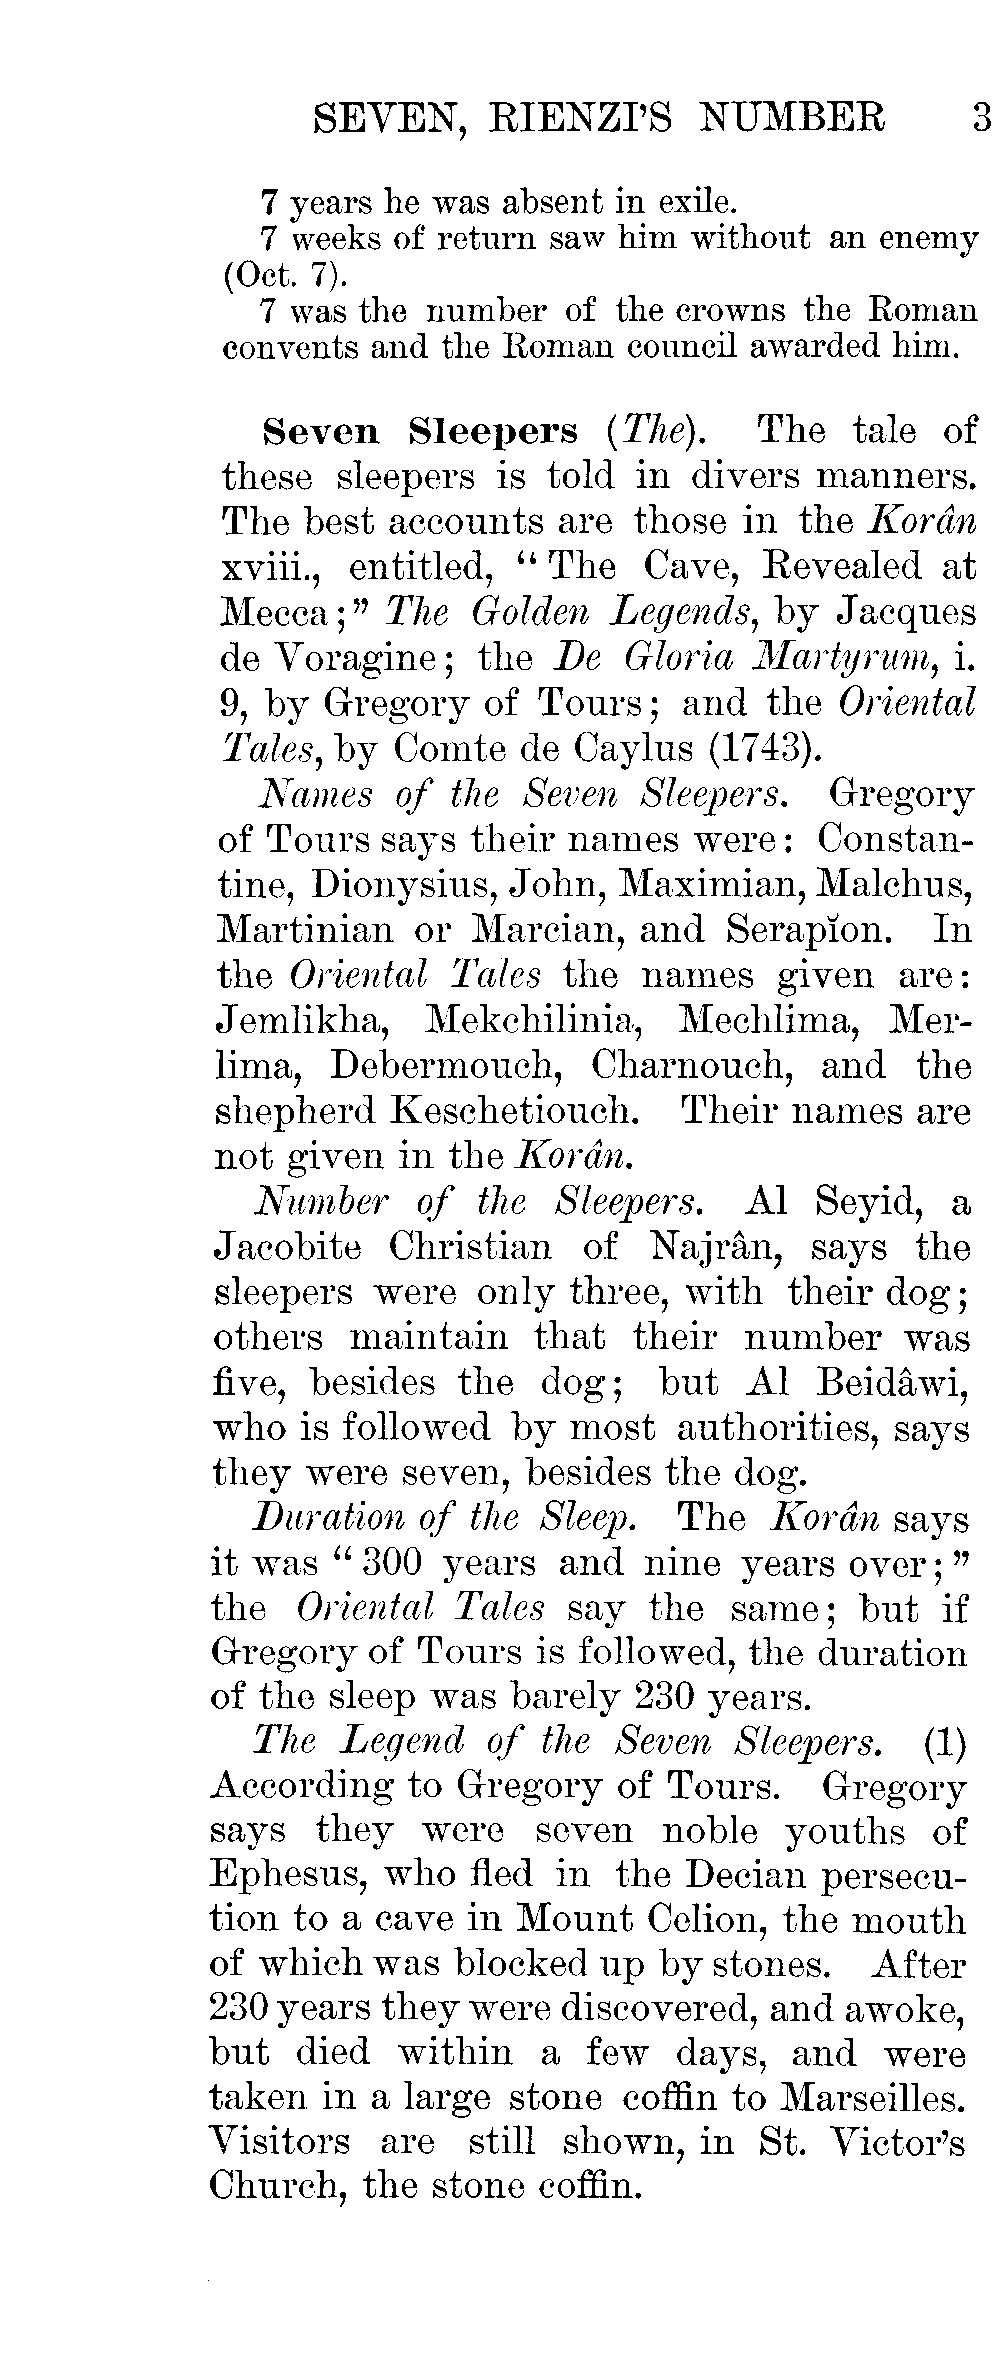 SEVEN, RIENZI'S NUMBER 3
7 years he was absent in exile.
7 weeks of return saw him without an enemy
(Oct. 7).
7 was the number of the crowns the Roman
convents and the Roman council awarded him.
Seven Sleepers (The). The tale of
these sleepers is told in divers manners.
The best accounts are those in the Korân
xviii., entitled, “The Cave, Revealed at
Mecca;” The Golden Legends, by Jacques
de Voragine; the De Gloria Martyrum, i.
9, by Gregory of Tours; and the Oriental
Tales, by Comte de Caylus (1743).
Names of the Seven Sleepers. Gregory
of Tours says their names were: Constan-
tine, Dionysius, John, Maximian, Malchus,
Martinian or Marcian, and Serapĭon. In
the Oriental Tales the names given are:
Jemlikha, Mekchilinia, Mechlima, Mer-
lima, Debermouch, Charnouch, and the
shepherd Keschetiouch. Their names are
not given in the Korân.
Number of the Sleepers. Al Seyid, a
Jacobite Christian of Najrân, says the
sleepers were only three, with their dog;
others maintain that their number was
five, besides the dog; but Al Beidâwi,
who is followed by most authorities, says
they were seven, besides the dog.
Duration of the Sleep. The Korân says
it was “300 years and nine years over;”
the Oriental Tales say the same; but if
Gregory of Tours is followed, the duration
of the sleep was barely 230 years.
The Legend of the Seven Sleepers. (1)
According to Gregory of Tours. Gregory
says they were seven noble youths of
Ephesus, who fled in the Decian persecu-
tion to a cave in Mount Celion, the mouth
of which was blocked up by stones. After
230 years they were discovered, and awoke,
but died within a few days, and were
taken in a large stone coffin to Marseilles.
Visitors are still shown, in St. Victor's
Church, the stone coffin.